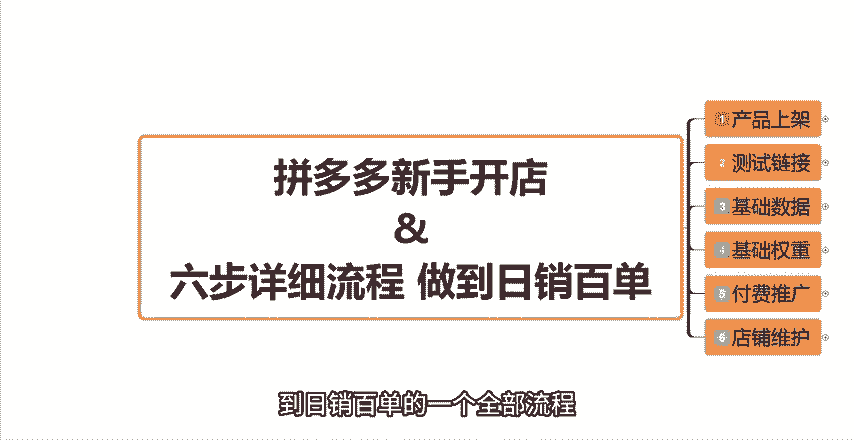 拼多多新手开店
&
六步详细流程 做到日销百单
1 产品上架
2 测试链接
3 基础数据
4 基础权重
5 付费推广
6 店铺维护
到日销百单的一个全部流程